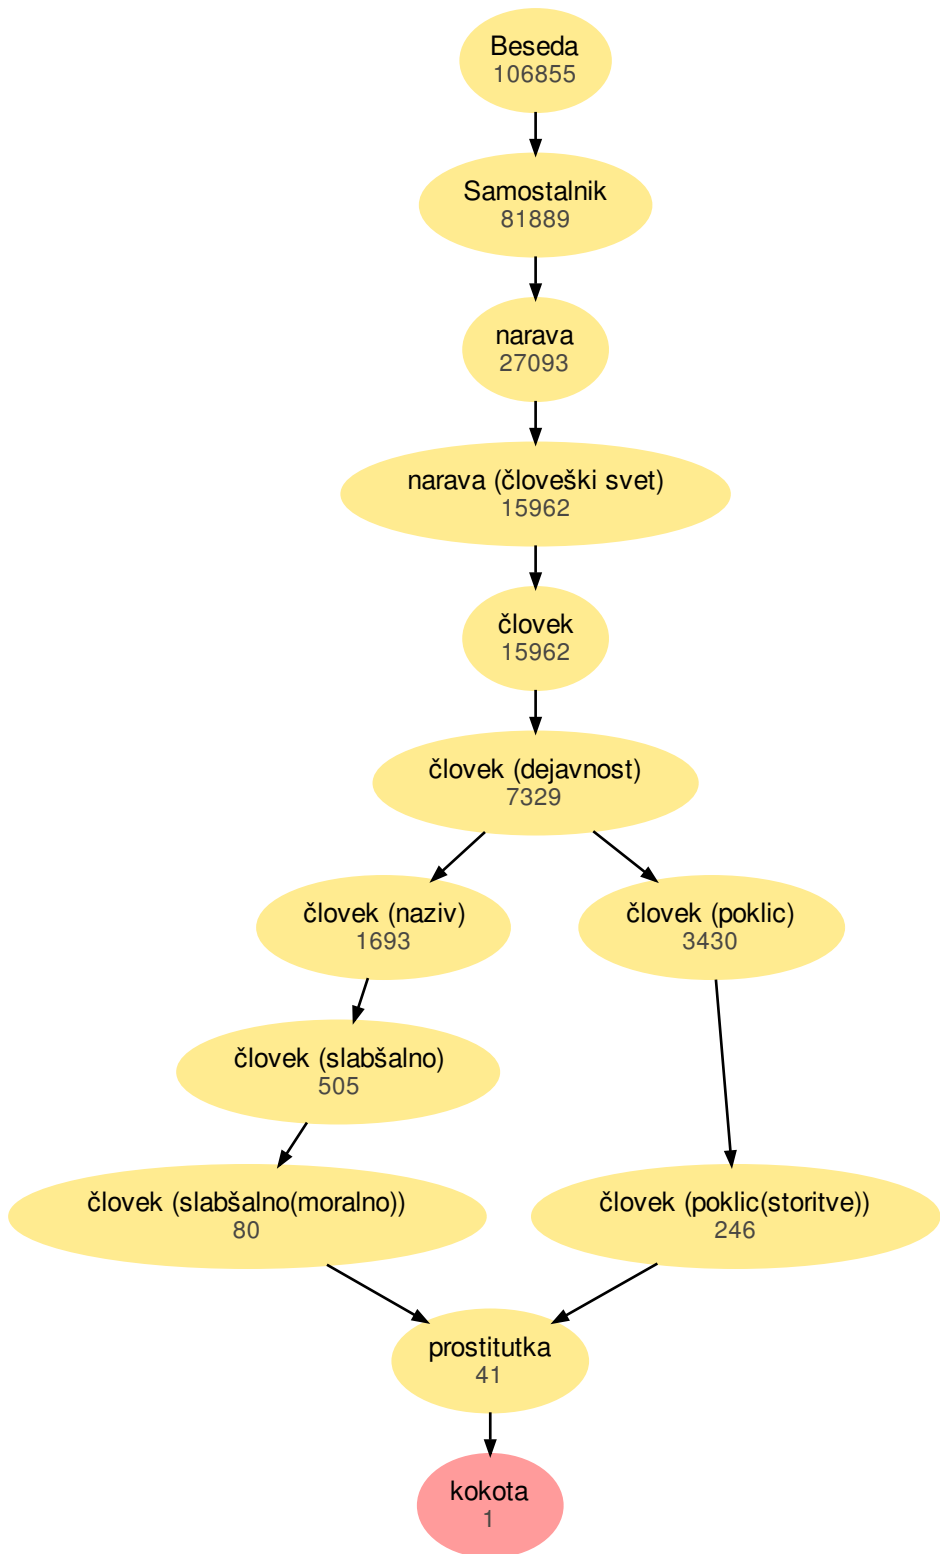 Beseda
106855
Samostalnik
81889
narava
27093
narava (človeški svet)
15962
človek
15962
človek (dejavnost)
7329
človek (naziv)
1693
človek (poklic)
3430
človek (slabšalno)
505
človek (slabšalno(moralno))
80
človek (poklic(storitve))
246
prostitutka
41
kokota
1